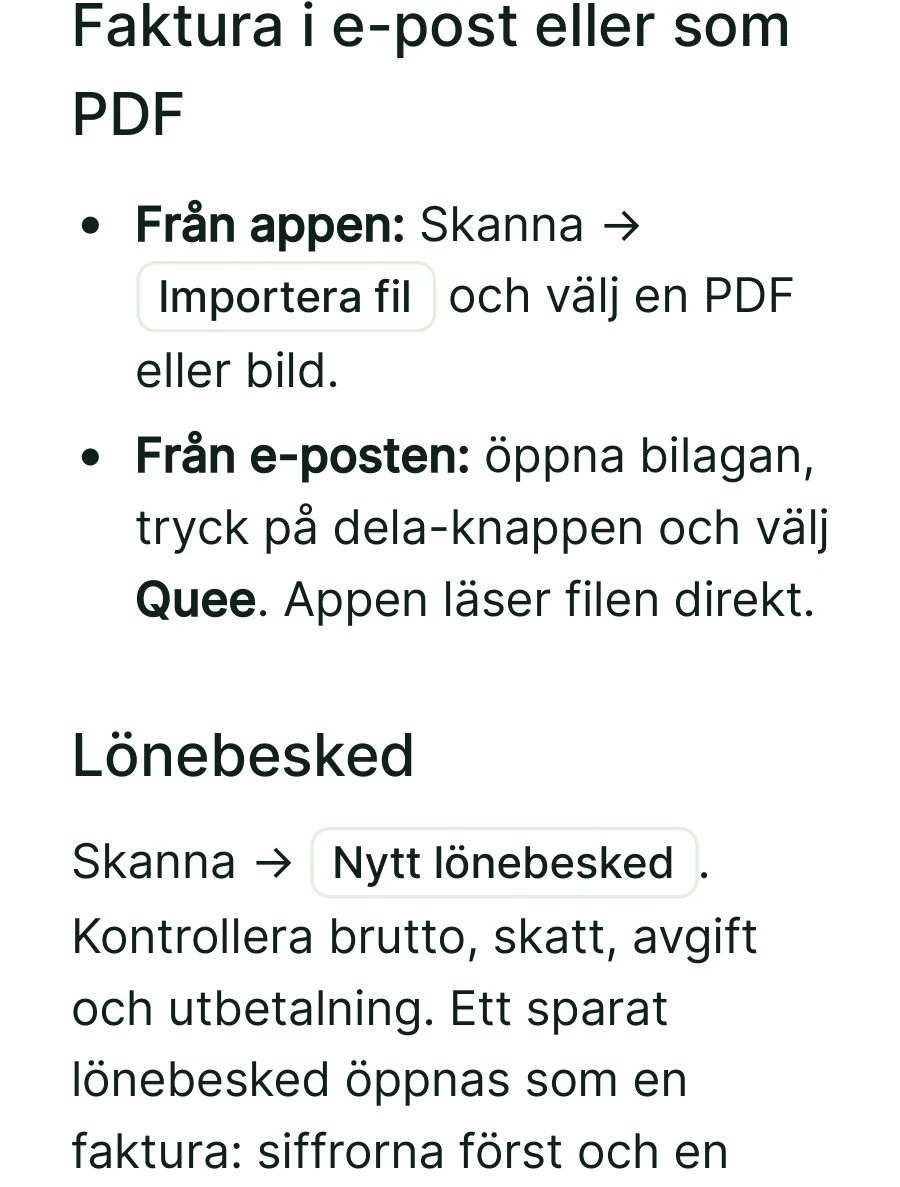 Faktura i e-post eller som
PDF
• Från appen: Skanna →
Importera fil och välj en PDF
eller bild.
• Från e-posten: öppna bilagan,
tryck på dela-knappen och välj
Quee. Appen läser filen direkt.
Lönebesked
Skanna → Nytt lönebesked.
Kontrollera brutto, skatt, avgift
och utbetalning. Ett sparat
lönebesked öppnas som en
faktura: siffrorna först och en